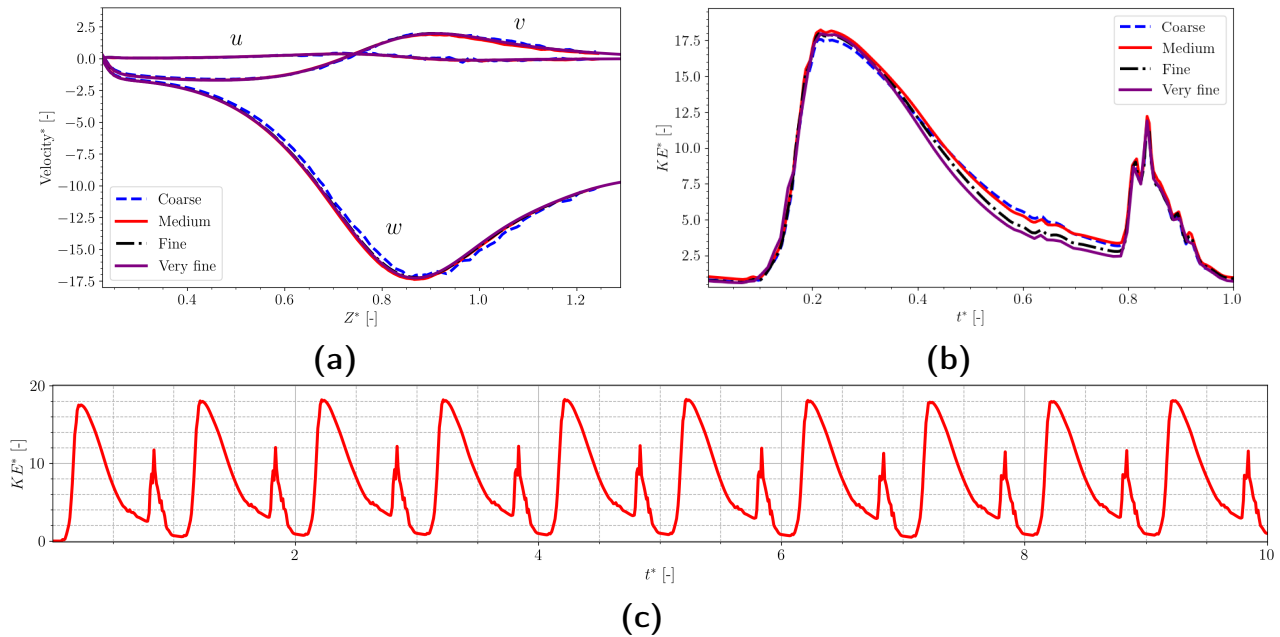 2.5
0.0
−2.5
−5.0
−7.5
−10.0
−12.5
−15.0
−17.5
Velocity* [-]
u
v
w
Coarse
Medium
Fine
Very fine
0.4
0.6
0.8
1.0
1.2
Z* [-]
(a)
17.5
15.0
12.5
10.0
7.5
5.0
2.5
KE* [-]
Coarse
Medium
Fine
Very fine
0.2
0.4
0.6
0.8
1.0
t* [-]
(b)
20
10
0
KE* [-]
2
4
6
8
10
t* [-]
(c)